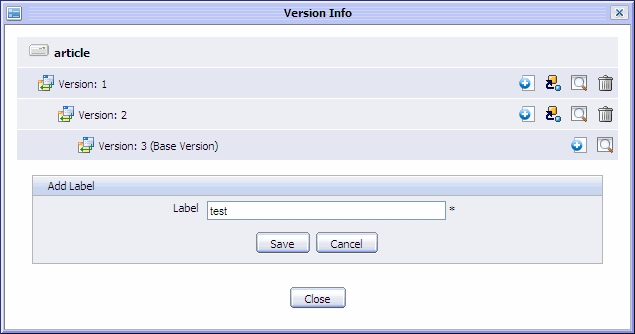 Version Info
article
Version: 1
Version: 2
Version: 3 (Base Version)
Add Label
Label test *
Save Cancel
Close